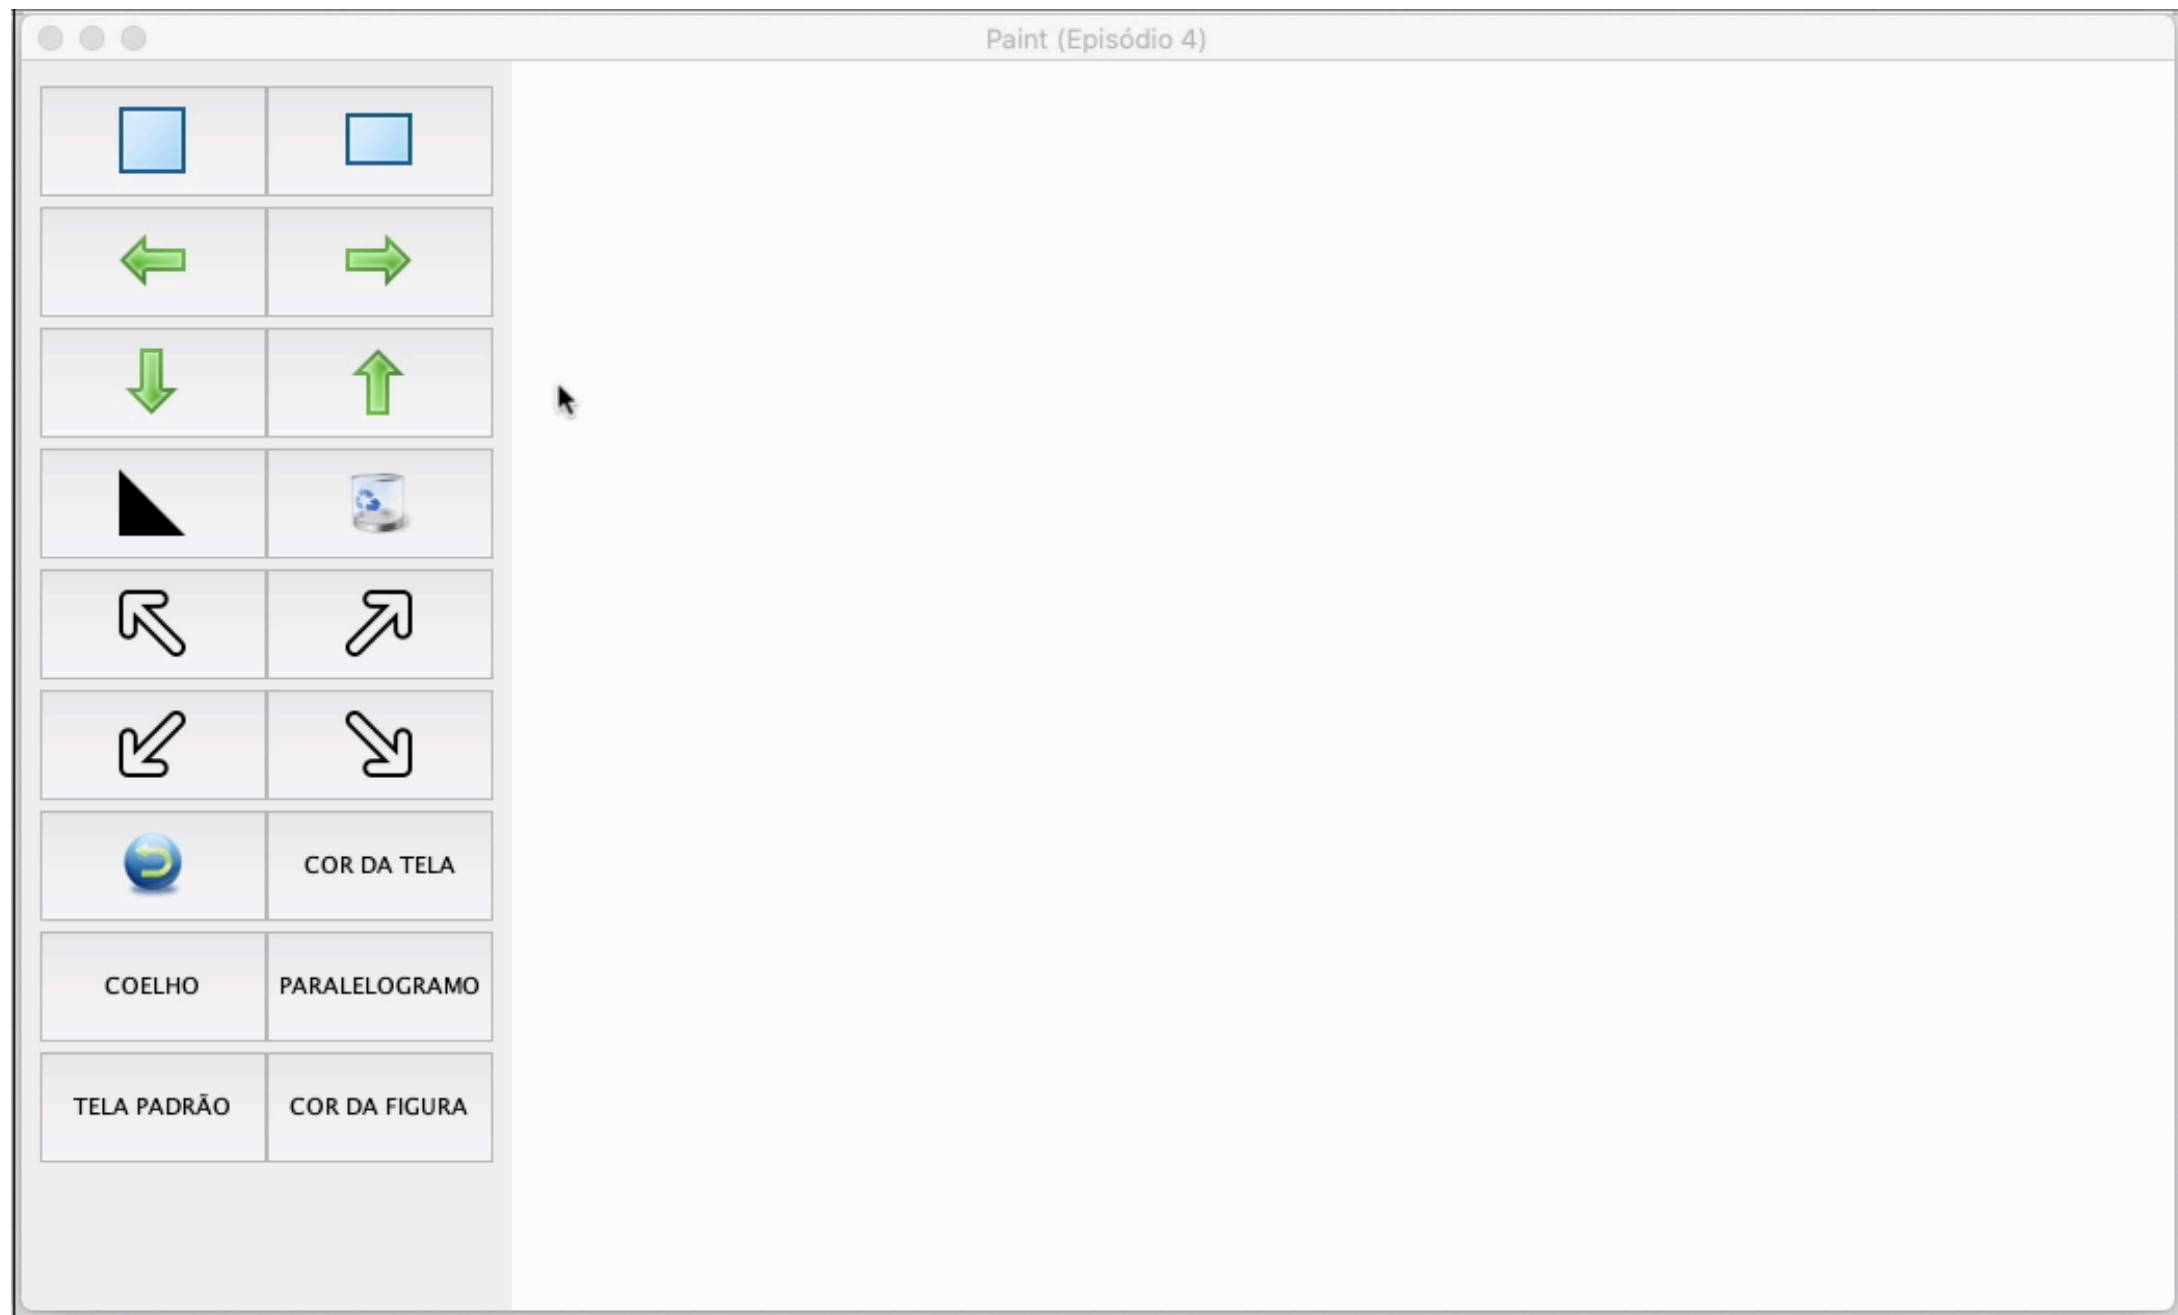 Paint (Episódio 4)
COR DA TELA
COELHO
PARALELOGRAMO
TELA PADRÃO
COR DA FIGURA